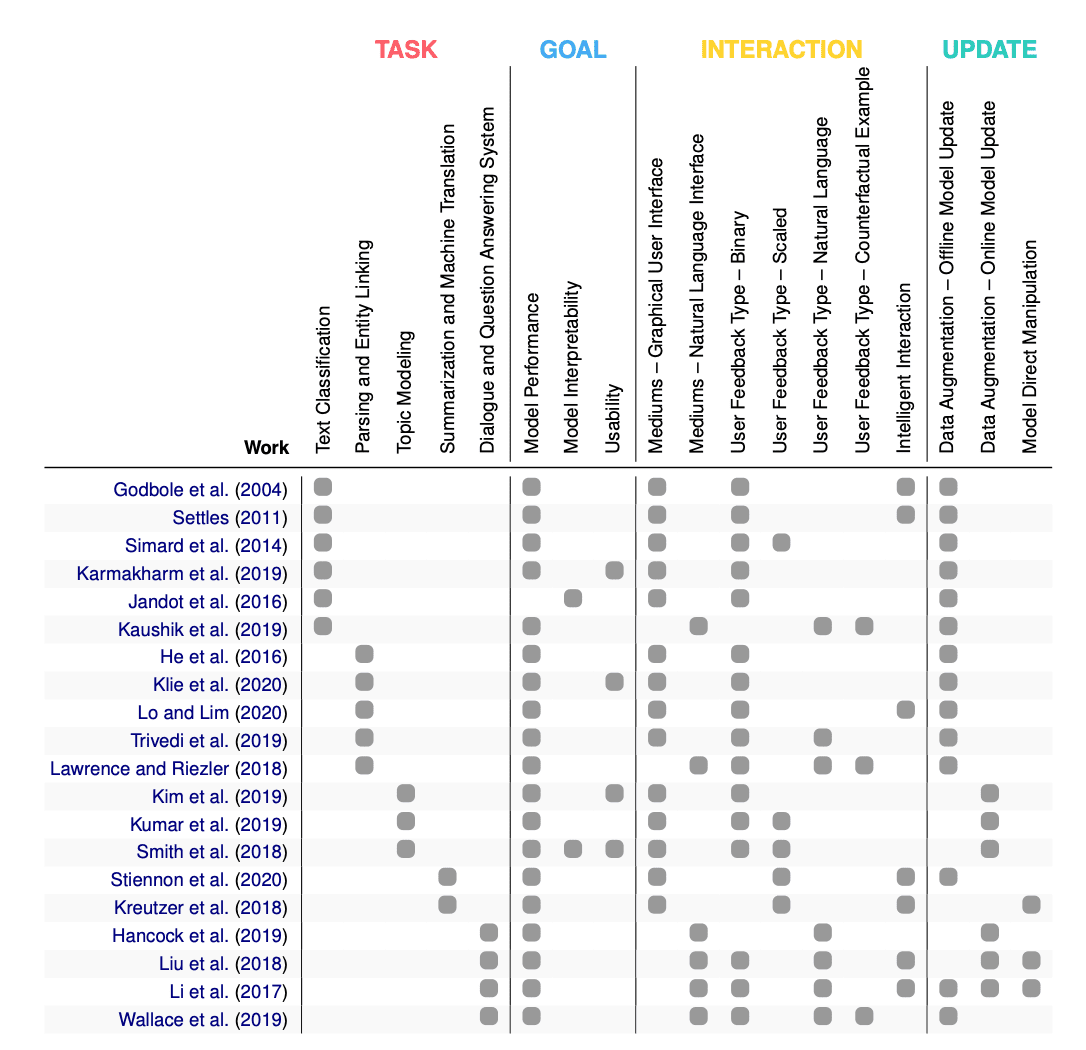 TASK GOAL INTERACTION UPDATE
Work
Text Classification
Parsing and Entity Linking
Topic Modeling
Summarization and Machine Translation
Dialogue and Question Answering System
Model Performance
Model Interpretability
Usability
Mediums – Graphical User Interface
Mediums – Natural Language Interface
User Feedback Type – Binary
User Feedback Type – Scaled
User Feedback Type – Natural Language
User Feedback Type – Counterfactual Example
Intelligent Interaction
Data Augmentation – Offline Model Update
Data Augmentation – Online Model Update
Model Direct Manipulation
Godbole et al. (2004)
Settles (2011)
Simard et al. (2014)
Karmakharm et al. (2019)
Jandot et al. (2016)
Kaushik et al. (2019)
He et al. (2016)
Klie et al. (2020)
Lo and Lim (2020)
Trivedi et al. (2019)
Lawrence and Riezler (2018)
Kim et al. (2019)
Kumar et al. (2019)
Smith et al. (2018)
Stiennon et al. (2020)
Kreutzer et al. (2018)
Hancock et al. (2019)
Liu et al. (2018)
Li et al. (2017)
Wallace et al. (2019)